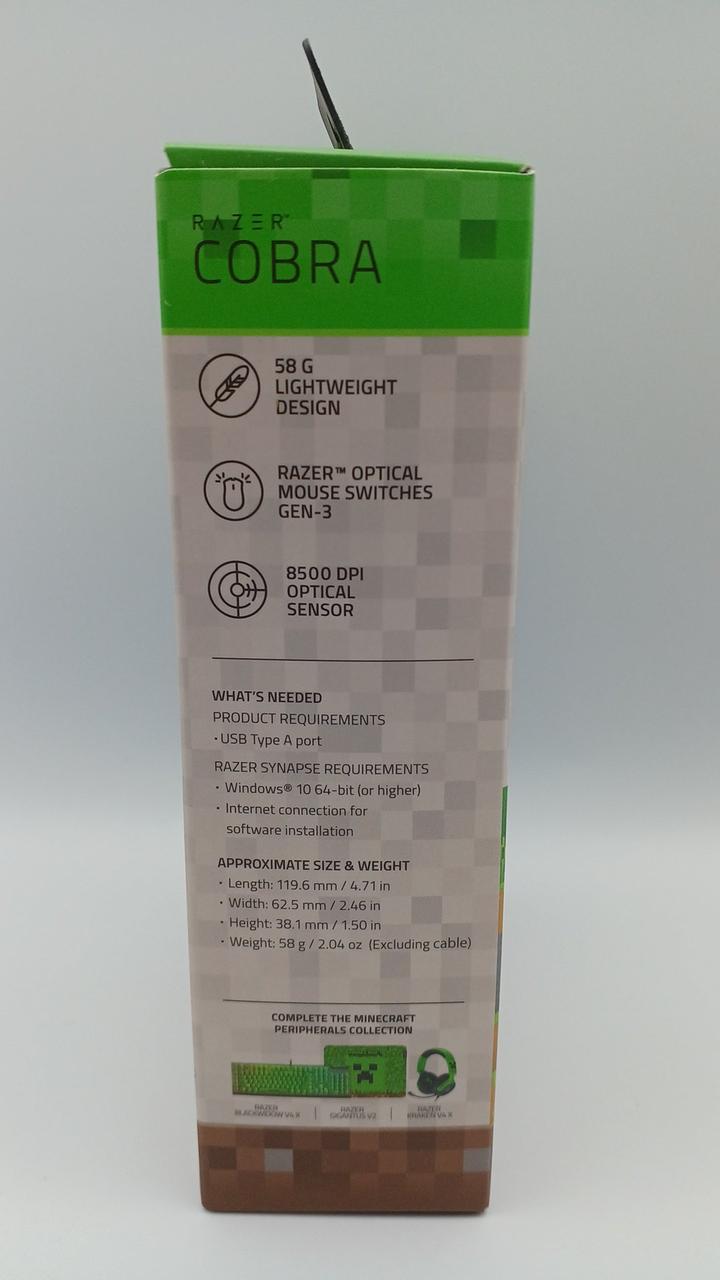 RAZER™
COBRA
58 G
LIGHTWEIGHT
DESIGN
RAZER™ OPTICAL
MOUSE SWITCHES
GEN-3
8500 DPI
OPTICAL
SENSOR
WHAT'S NEEDED
PRODUCT REQUIREMENTS
· USB Type A port
RAZER SYNAPSE REQUIREMENTS
· Windows® 10 64-bit (or higher)
· Internet connection for
software installation
APPROXIMATE SIZE & WEIGHT
· Length: 119.6 mm / 4.71 in
· Width: 62.5 mm / 2.46 in
· Height: 38.1 mm / 1.50 in
· Weight: 58 g / 2.04 oz (Excluding cable)
COMPLETE THE MINECRAFT
PERIPHERALS COLLECTION
RAZER
BLACKWIDOW V4 X
RAZER
GIGANTUS V2
RAZER
KRAKEN V4 X